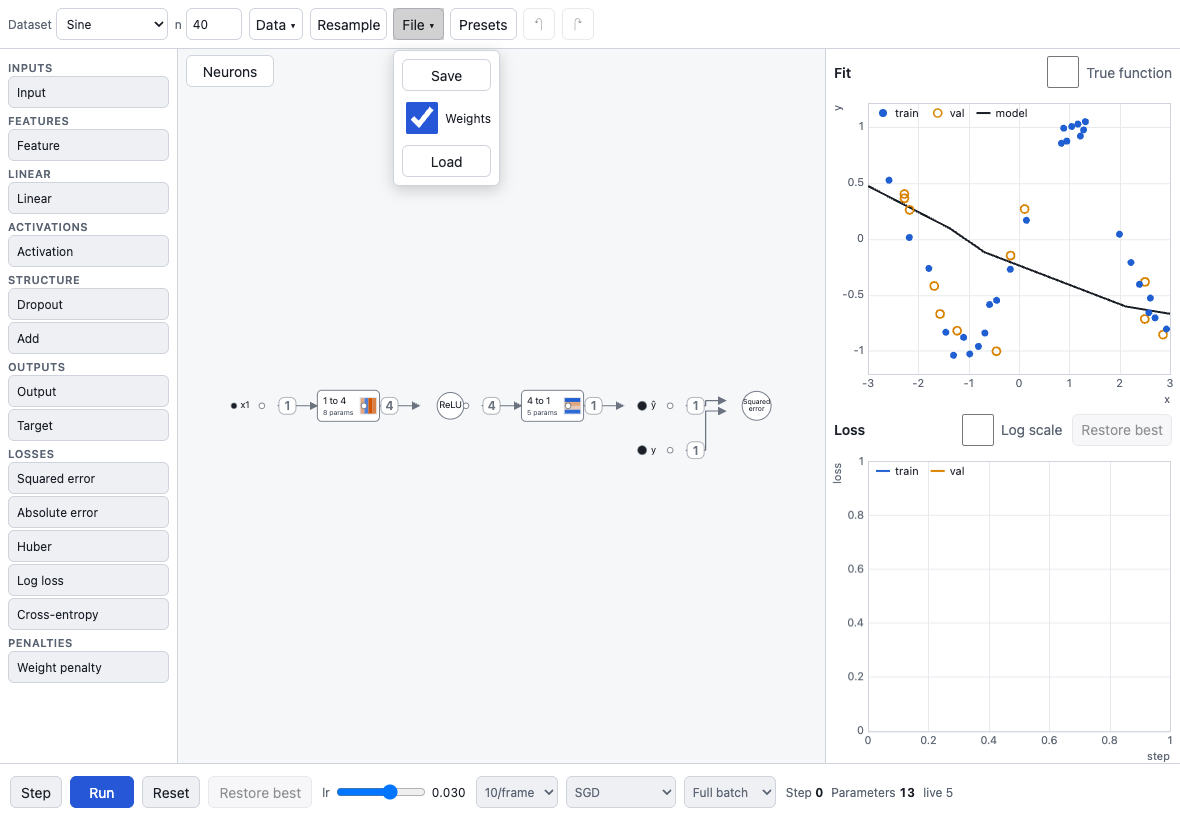 Dataset Sine n 40 Data ▾ Resample File ▾ Presets
INPUTS
Input
FEATURES
Feature
LINEAR
Linear
ACTIVATIONS
Activation
STRUCTURE
Dropout
Add
OUTPUTS
Output
Target
LOSSES
Squared error
Absolute error
Huber
Log loss
Cross-entropy
PENALTIES
Weight penalty
Neurons
Save
Weights
Load
x1 1 1 to 4 4 ReLU 4 4 to 1 1 ŷ 1 Squared
8 params 5 params error
y 1
Fit True function
y
train val model
1
0.5
0
-0.5
-1
-3 -2 -1 0 1 2 3
x
Loss Log scale Restore best
loss
train val
1
0.8
0.6
0.4
0.2
0
0 0.2 0.4 0.6 0.8 1
step
Step Run Reset Restore best lr 0.030 10/frame SGD Full batch Step 0 Parameters 13 live 5